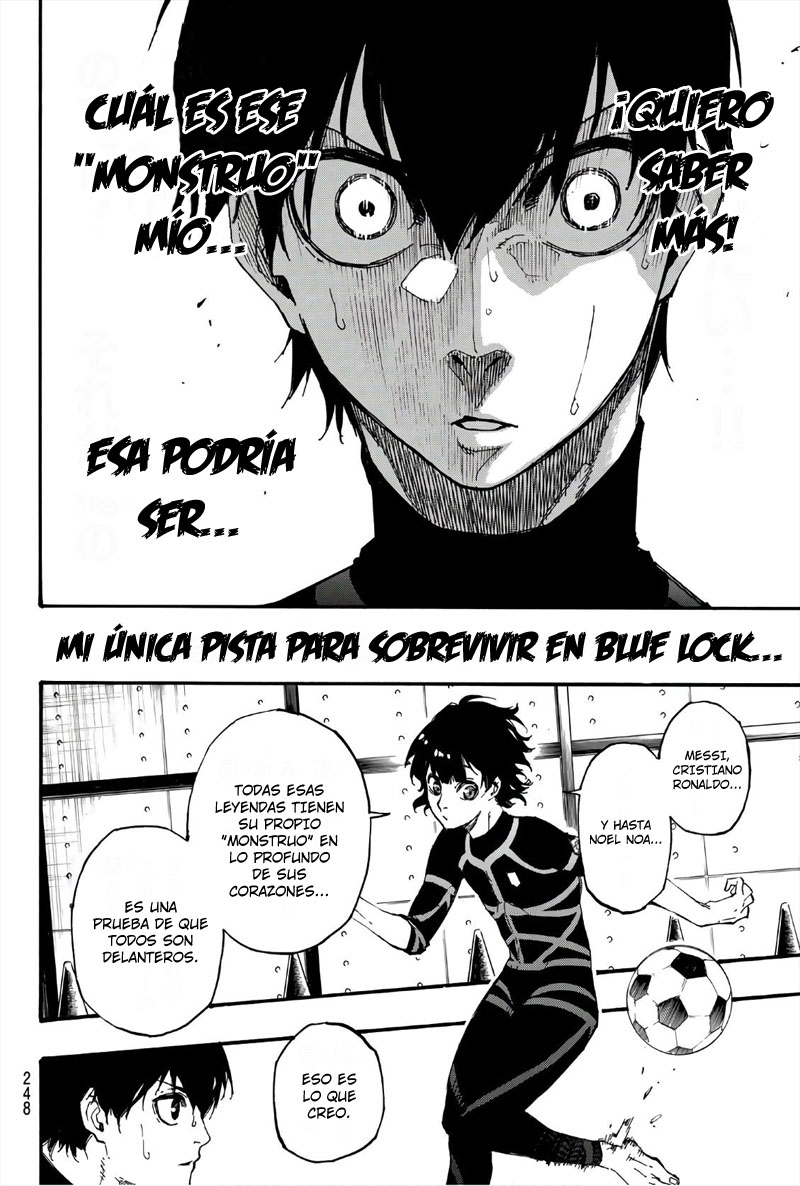 ¡QUIERO
SABER
MÁS!
CUÁL ES ESE
"MONSTRUO"
MÍO...
ESA PODRÍA
SER...
MI ÚNICA PISTA PARA SOBREVIVIR EN BLUE LOCK...
MESSI,
CRISTIANO
RONALDO...
Y HASTA
NOEL NOA...
TODAS ESAS
LEYENDAS TIENEN
SU PROPIO
"MONSTRUO" EN
LO PROFUNDO
DE SUS
CORAZONES...
ES UNA
PRUEBA DE QUE
TODOS SON
DELANTEROS.
ESO ES
LO QUE
CREO.
248